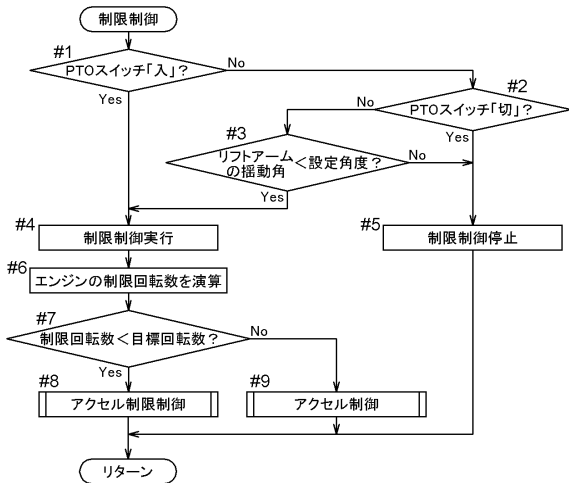 制限制御
#1
PTOスイッチ「入」？
No
Yes
#2
PTOスイッチ「切」？
No
Yes
#3
リフトアーム
の揺動角
＜設定角度？
No
Yes
#4
制限制御実行
#5
制限制御停止
#6
エンジンの制限回転数を演算
#7
制限回転数＜目標回転数？
No
Yes
#8
アクセル制限制御
#9
アクセル制御
リターン